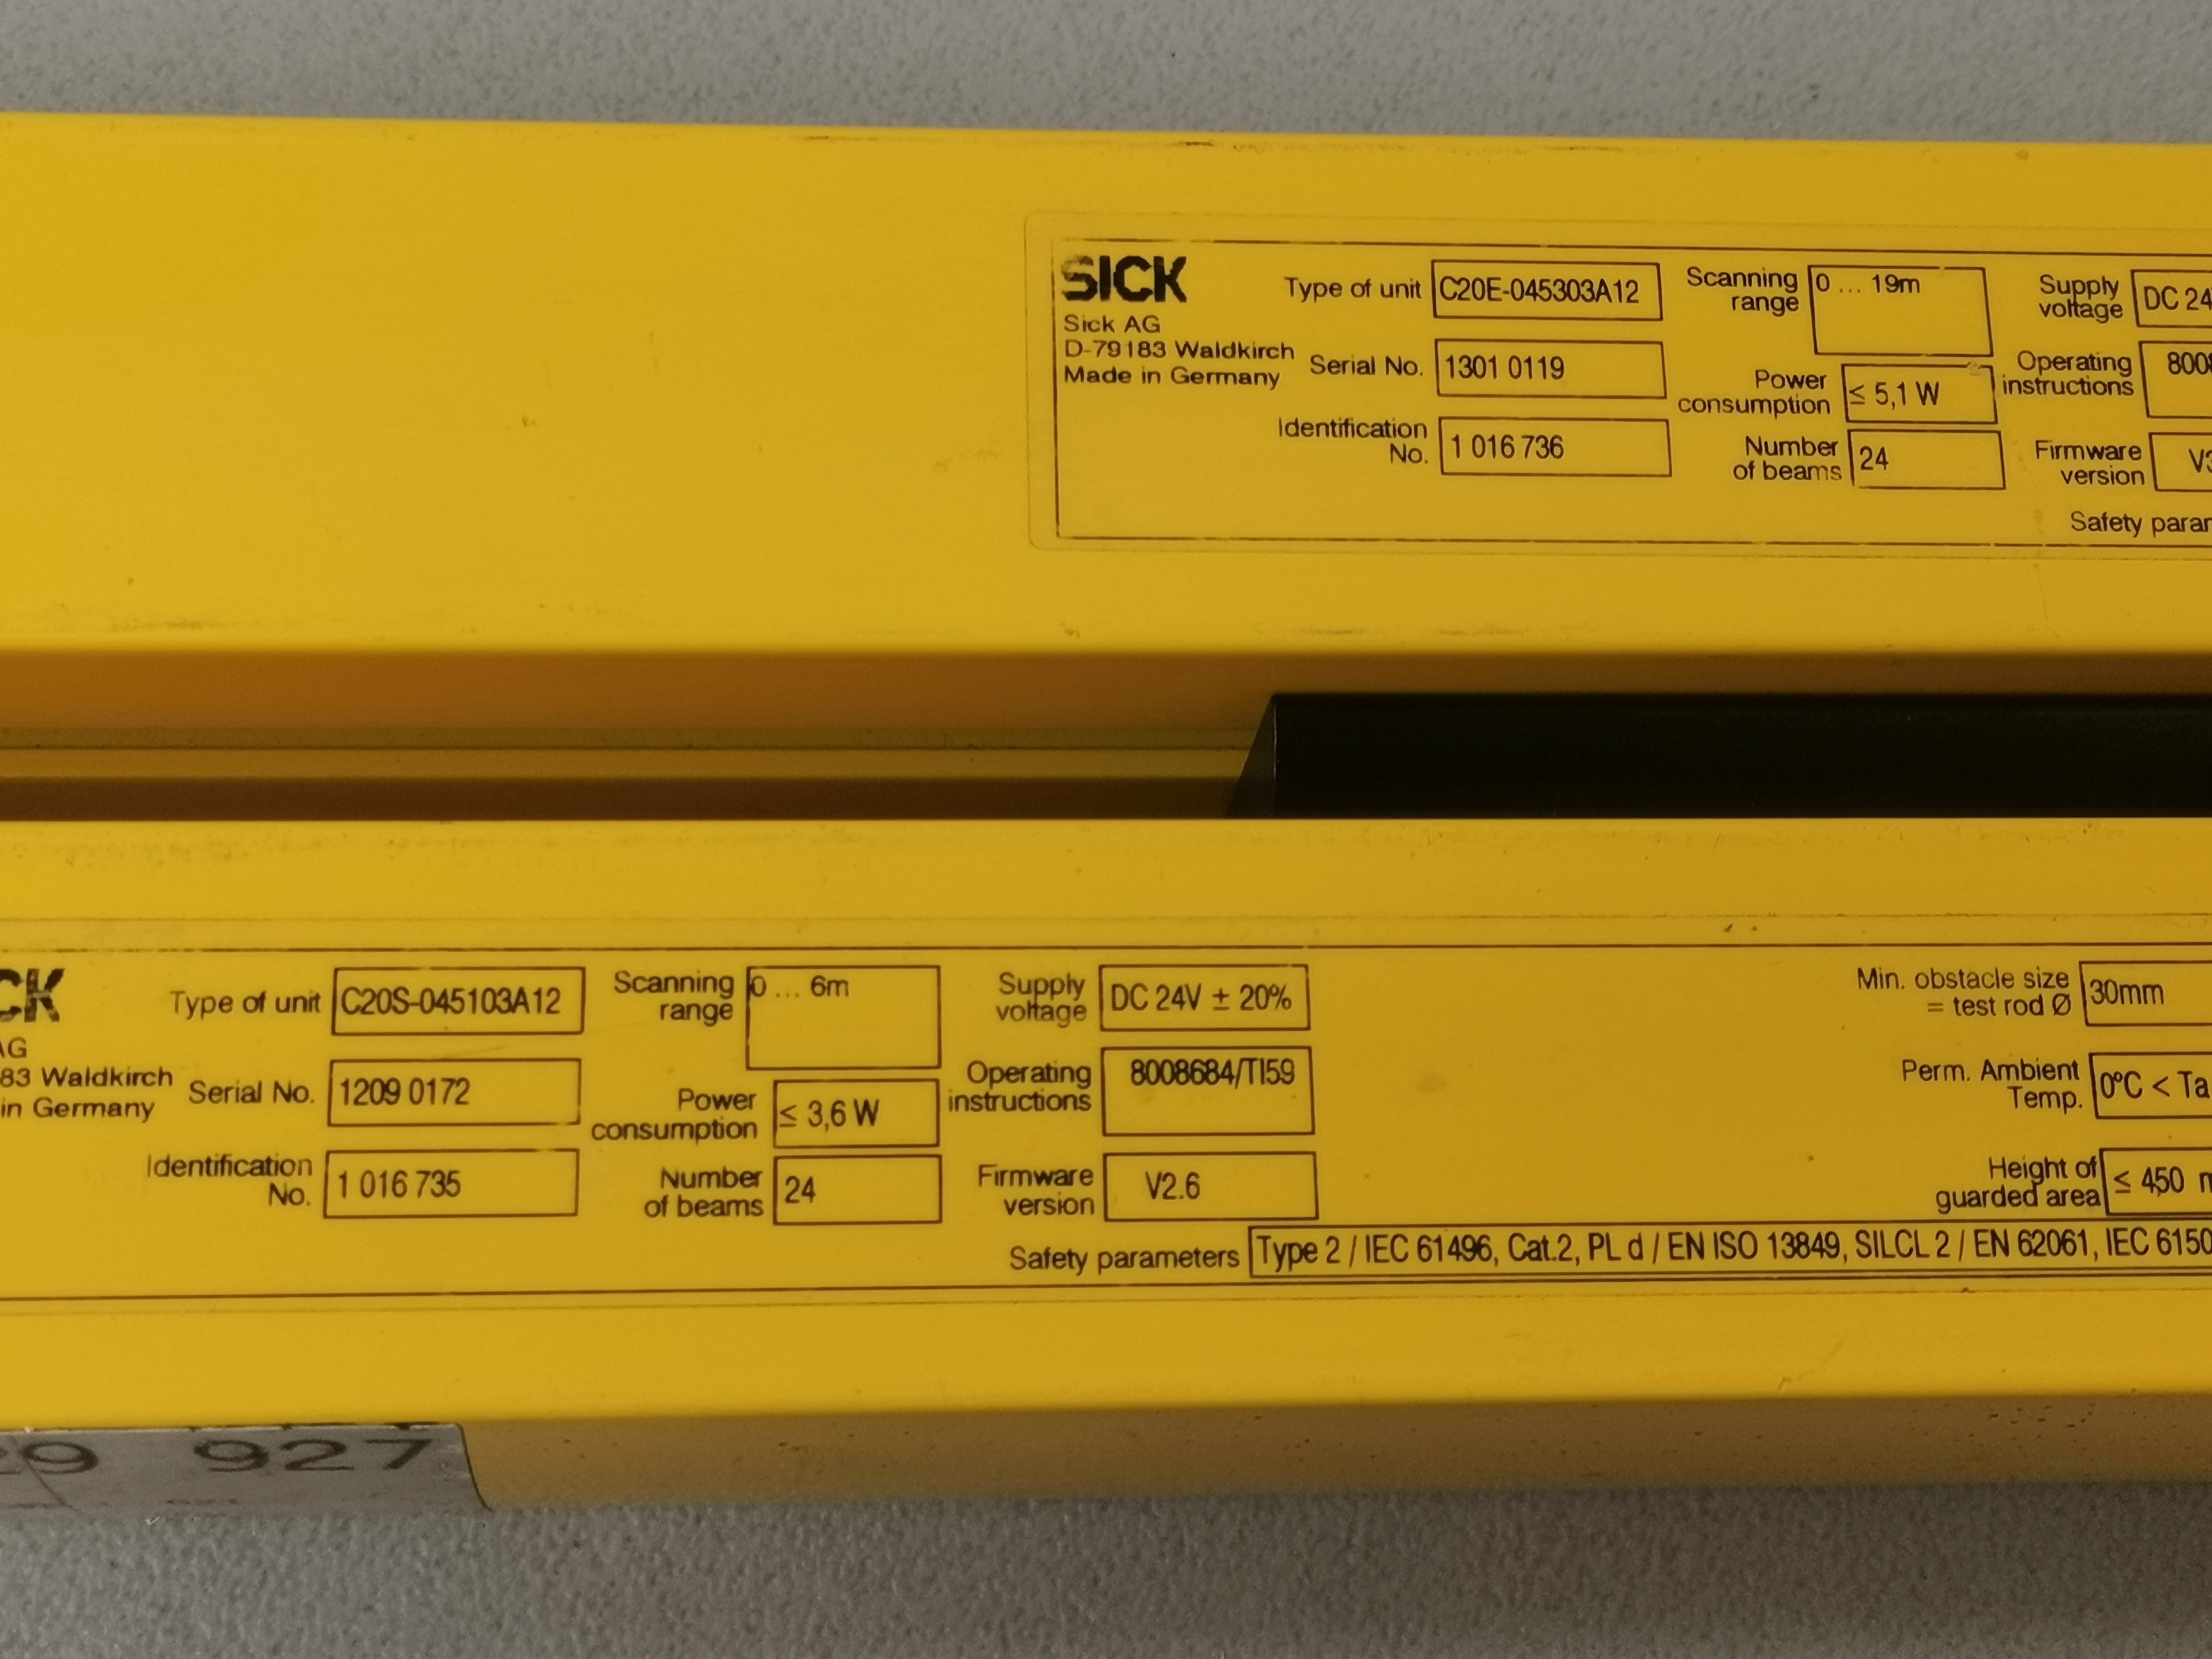 SICK
Sick AG
D-79183 Waldkirch
Made in Germany
Type of unit C20E-045303A12
Serial No. 1301 0119
Identification
No. 1 016 736
Scanning
range 0 ... 19m
Power
consumption ≤ 5,1 W
Number
of beams 24
Supply
voltage DC 24
Operating
instructions 8008
Firmware
version V3
Safety param
CK
AG
83 Waldkirch
in Germany
Type of unit C20S-045103A12
Serial No. 1209 0172
Identification
No. 1 016 735
Scanning
range 0 ... 6m
Power
consumption ≤ 3,6 W
Number
of beams 24
Supply
voltage DC 24V ± 20%
Operating
instructions 8008684/TI59
Firmware
version V2.6
Min. obstacle size
= test rod Ø 30mm
Perm. Ambient
Temp. 0°C < Ta
Height of
guarded area ≤ 450
Safety parameters Type 2 / IEC 61496, Cat.2, PL d / EN ISO 13849, SILCL 2 / EN 62061, IEC 6150
29 927